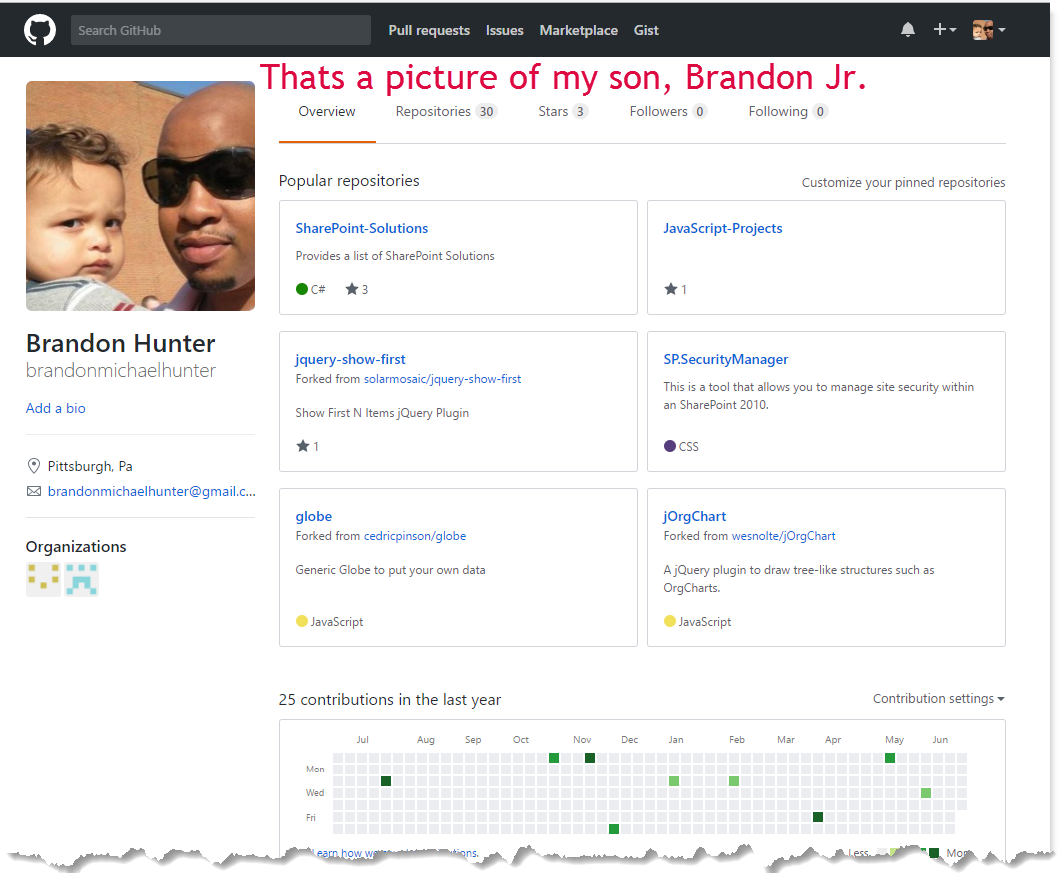 Search GitHub Pull requests Issues Marketplace Gist
Thats a picture of my son, Brandon Jr.
Overview Repositories 30 Stars 3 Followers 0 Following 0
Brandon Hunter
brandonmichaelhunter
Add a bio
Pittsburgh, Pa
brandonmichaelhunter@gmail.c...
Organizations
Popular repositories Customize your pinned repositories
SharePoint-Solutions
Provides a list of SharePoint Solutions
C# 3
JavaScript-Projects
1
jquery-show-first
Forked from solarmosaic/jquery-show-first
Show First N Items jQuery Plugin
1
SP.SecurityManager
This is a tool that allows you to manage site security within
an SharePoint 2010.
CSS
globe
Forked from cedricpinson/globe
Generic Globe to put your own data
JavaScript
jOrgChart
Forked from wesnolte/jOrgChart
A jQuery plugin to draw tree-like structures such as
OrgCharts.
JavaScript
25 contributions in the last year Contribution settings
Jul Aug Sep Oct Nov Dec Jan Feb Mar Apr May Jun
Mon
Wed
Fri
Learn how Less